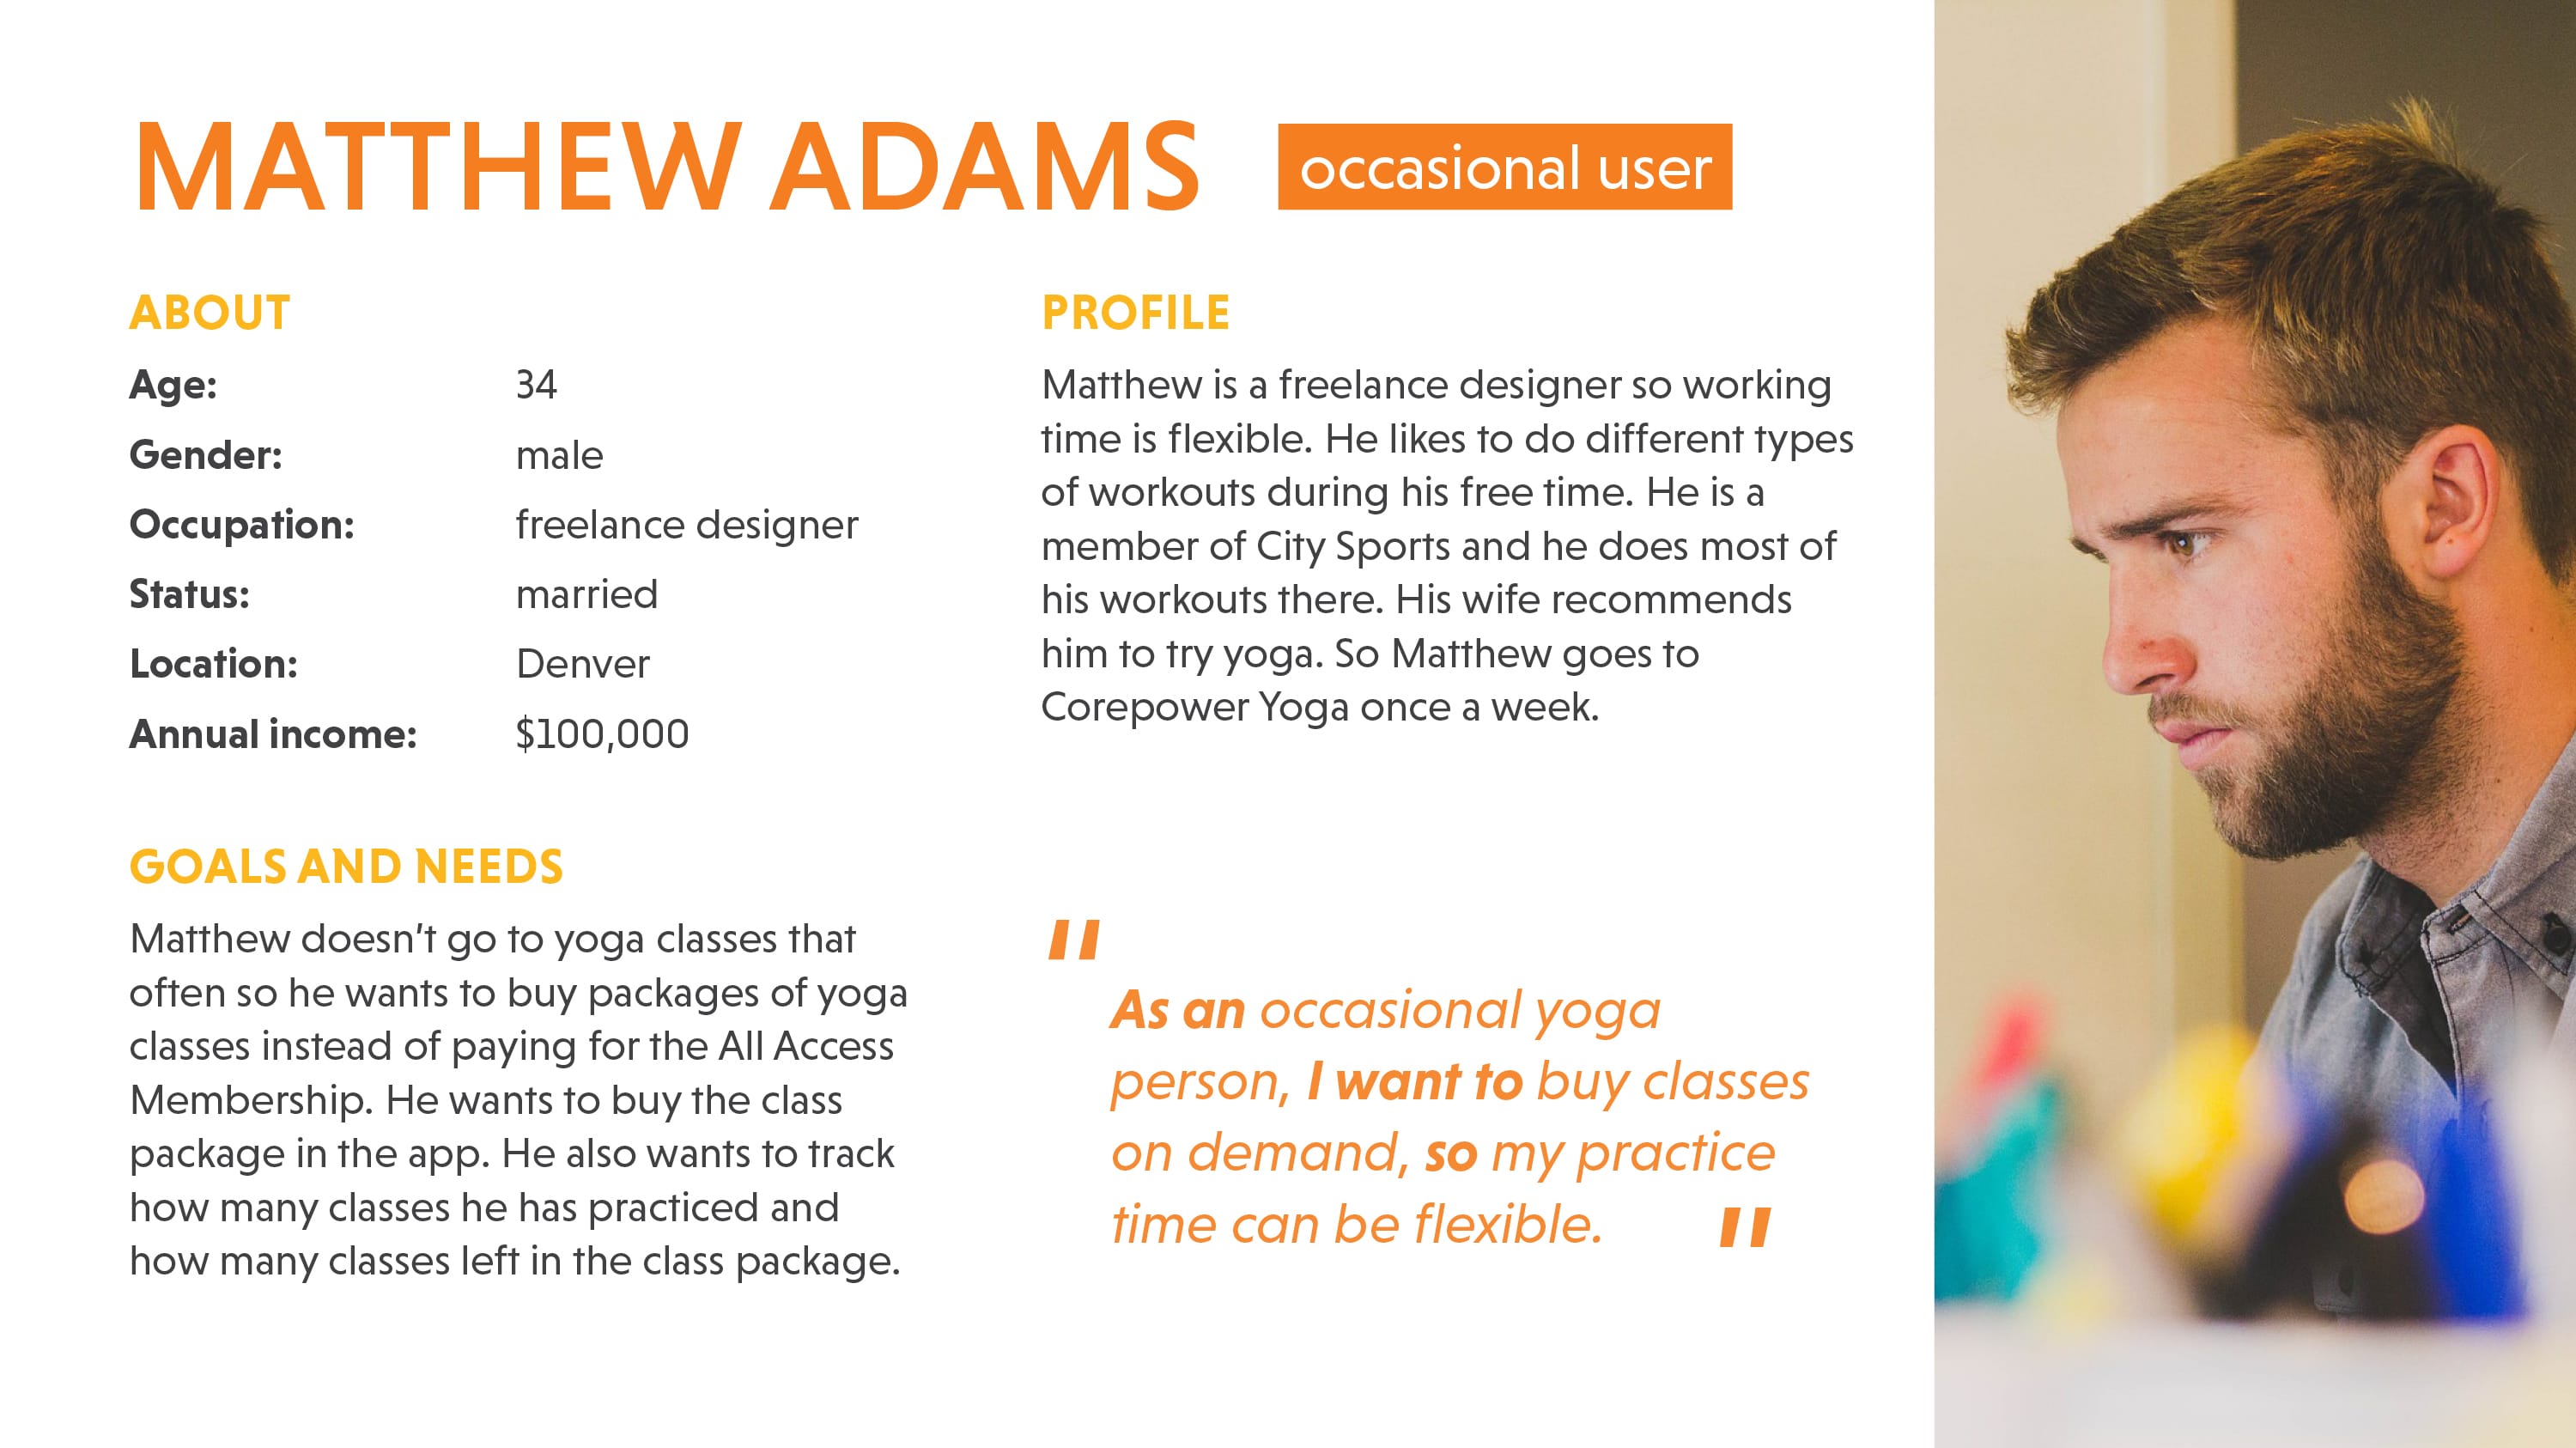 MATTHEW ADAMS occasional user
ABOUT
Age: 34
Gender: male
Occupation: freelance designer
Status: married
Location: Denver
Annual income: $100,000
GOALS AND NEEDS
Matthew doesn't go to yoga classes that
often so he wants to buy packages of yoga
classes instead of paying for the All Access
Membership. He wants to buy the class
package in the app. He also wants to track
how many classes he has practiced and
how many classes left in the class package.
PROFILE
Matthew is a freelance designer so working
time is flexible. He likes to do different types
of workouts during his free time. He is a
member of City Sports and he does most of
his workouts there. His wife recommends
him to try yoga. So Matthew goes to
Corepower Yoga once a week.
"
As an occasional yoga
person, I want to buy classes
on demand, so my practice
time can be flexible. "